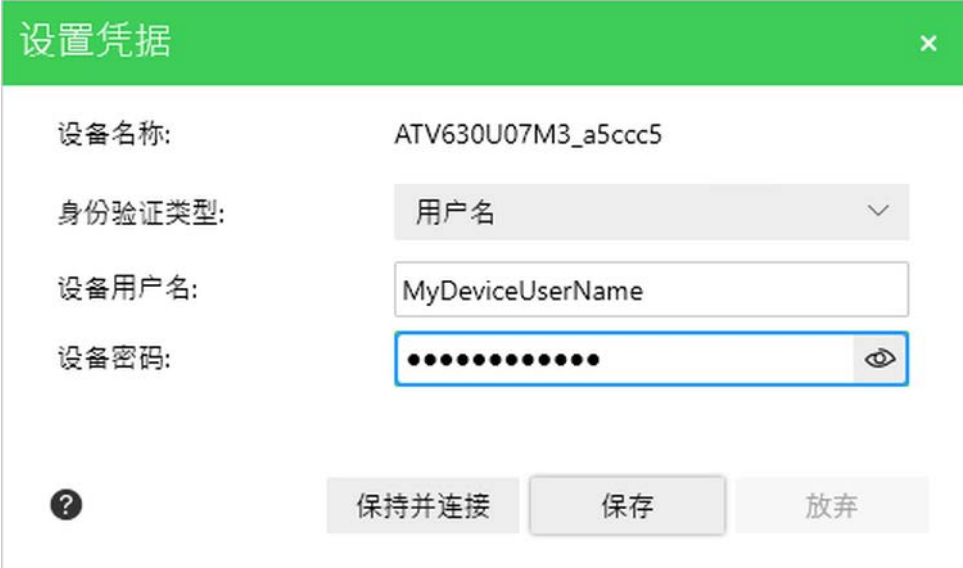 设置凭据
设备名称: ATV630U07M3_a5ccc5
身份验证类型: 用户名
设备用户名: MyDeviceUserName
设备密码: ●●●●●●●●●●●●
? 保持并连接 保存 放弃